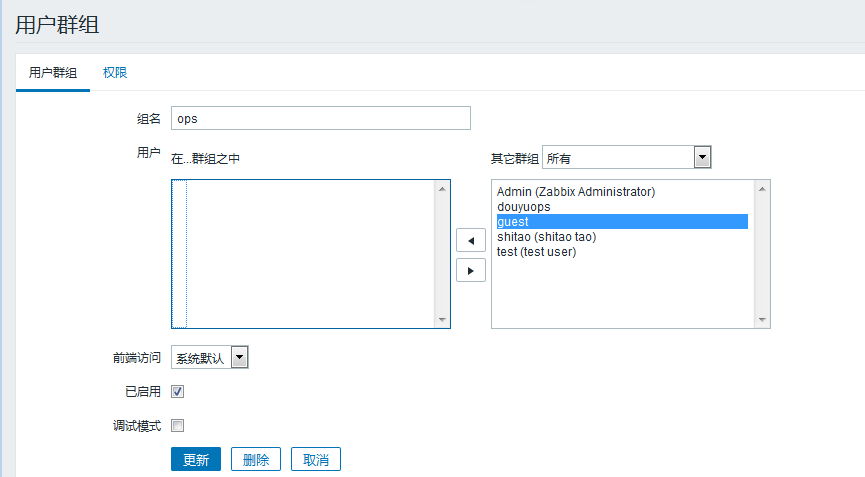 用户群组
用户群组 权限
组名 ops
用户 在...群组之中 其它群组 所有
Admin (Zabbix Administrator)
douyuops
guest
shitao (shitao tao)
test (test user)
前端访问 系统默认
已启用
调试模式
更新 删除 取消